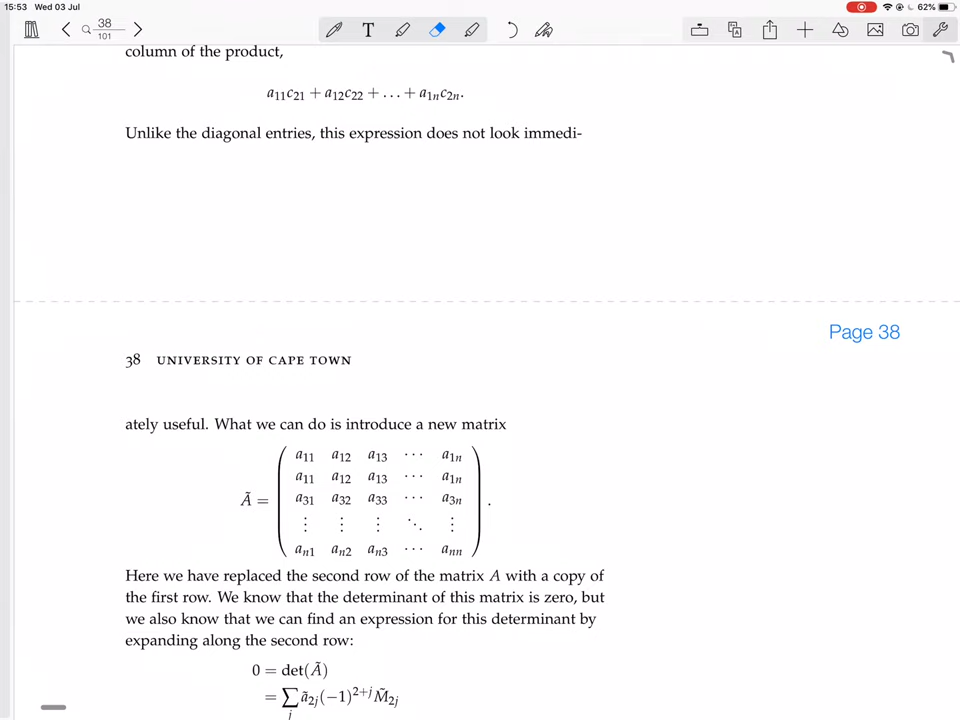 15:53 Wed 03 Jul
62%
38
101
T
column of the product,
a₁₁c₂₁ + a₁₂c₂₂ + … + a₁ₙc₂ₙ.
Unlike the diagonal entries, this expression does not look immedi-
Page 38
38 UNIVERSITY OF CAPE TOWN
ately useful. What we can do is introduce a new matrix
a₁₁ a₁₂ a₁₃ ⋯ a₁ₙ
a₁₁ a₁₂ a₁₃ ⋯ a₁ₙ
Ã = a₃₁ a₃₂ a₃₃ ⋯ a₃ₙ .
⋮ ⋮ ⋮ ⋱ ⋮
aₙ₁ aₙ₂ aₙ₃ ⋯ aₙₙ
Here we have replaced the second row of the matrix A with a copy of
the first row. We know that the determinant of this matrix is zero, but
we also know that we can find an expression for this determinant by
expanding along the second row:
0 = det(Ã)
= ∑ ã₂ⱼ(−1)²⁺ʲM̃₂ⱼ
j